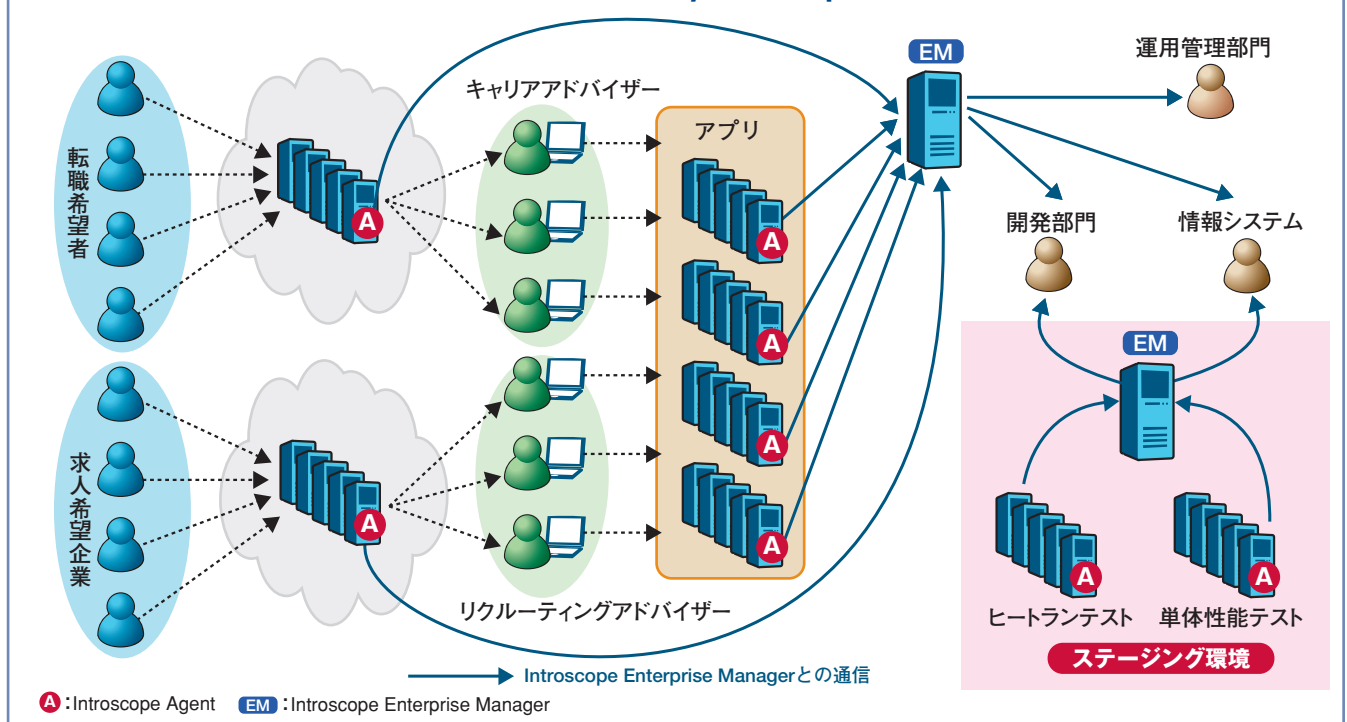 EM
運用管理部門
キャリアアドバイザー
アプリ
転職希望者
A
A
A
開発部門
情報システム
EM
A
求人希望企業
A
A
A
A
A
ヒートランテスト
単体性能テスト
リクルーティングアドバイザー
ステージング環境
Introscope Enterprise Managerとの通信
A:Introscope Agent EM:Introscope Enterprise Manager